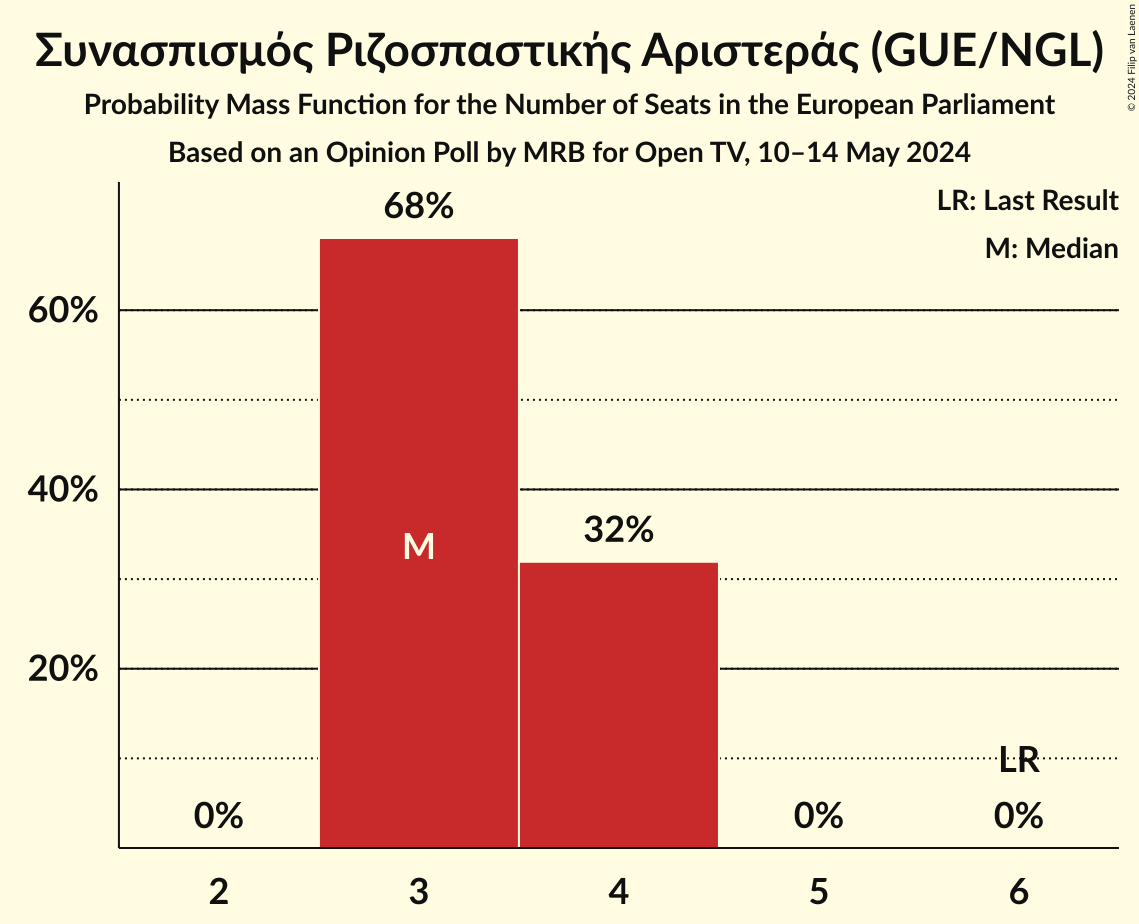 Συνασπισμός Ριζοσπαστικής Αριστεράς (GUE/NGL)
Probability Mass Function for the Number of Seats in the European Parliament
Based on an Opinion Poll by MRB for Open TV, 10–14 May 2024
© 2024 Filip van Laenen
LR: Last Result
M: Median
68%
60%
40%
32%
M
20%
LR
0%
0%
0%
2
3
4
5
6